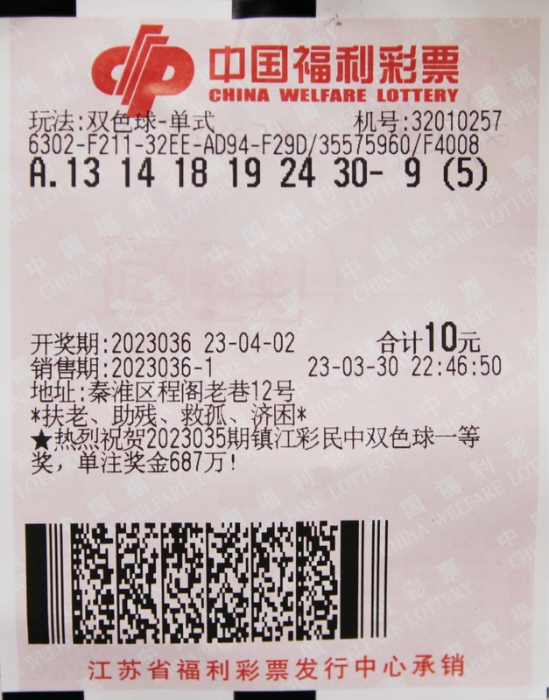 中国福利彩票
CHINA WELFARE LOTTERY
玩法:双色球-单式 机号:32010257
6302-F211-32EE-AD94-F29D/35575960/F4008
A.13 14 18 19 24 30- 9 (5)
开奖期:2023036 23-04-02 合计10元
销售期:2023036-1 23-03-30 22:46:50
地址:秦淮区程阁老巷12号
*扶老、助残、救孤、济困*
★热烈祝贺2023035期镇江彩民中双色球一等
奖，单注奖金687万!
江苏省福利彩票发行中心承销